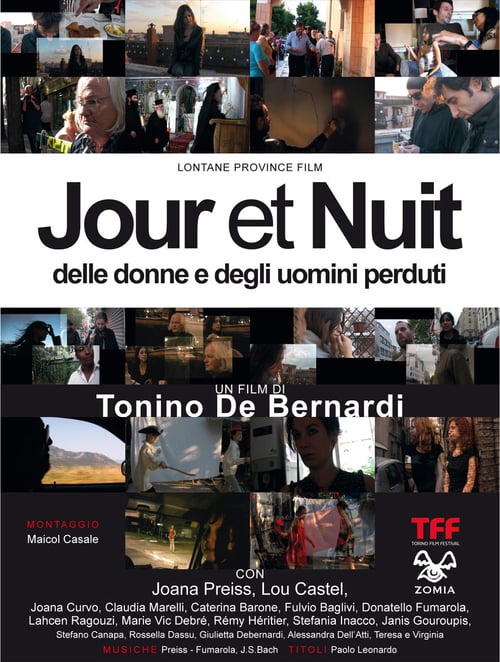 LONTANE PROVINCE FILM
Jour et Nuit
delle donne e degli uomini perduti
UN FILM DI
Tonino De Bernardi
MONTAGGIO
Maicol Casale
TFF
TORINO FILM FESTIVAL
ZOMIA
CON
Joana Preiss, Lou Castel,
Joana Curvo, Claudia Marelli, Caterina Barone, Fulvio Baglivi, Donatello Fumarola,
Lahcen Ragouzi, Marie Vic Debré, Rémy Héritier, Stefania Inacco, Janis Gouroupis,
Stefano Canapa, Rossella Dassu, Giulietta Debernardi, Alessandra Dell'Atti, Teresa e Virginia
MUSICHE Preiss - Fumarola, J.S.Bach TITOLI Paolo Leonardo